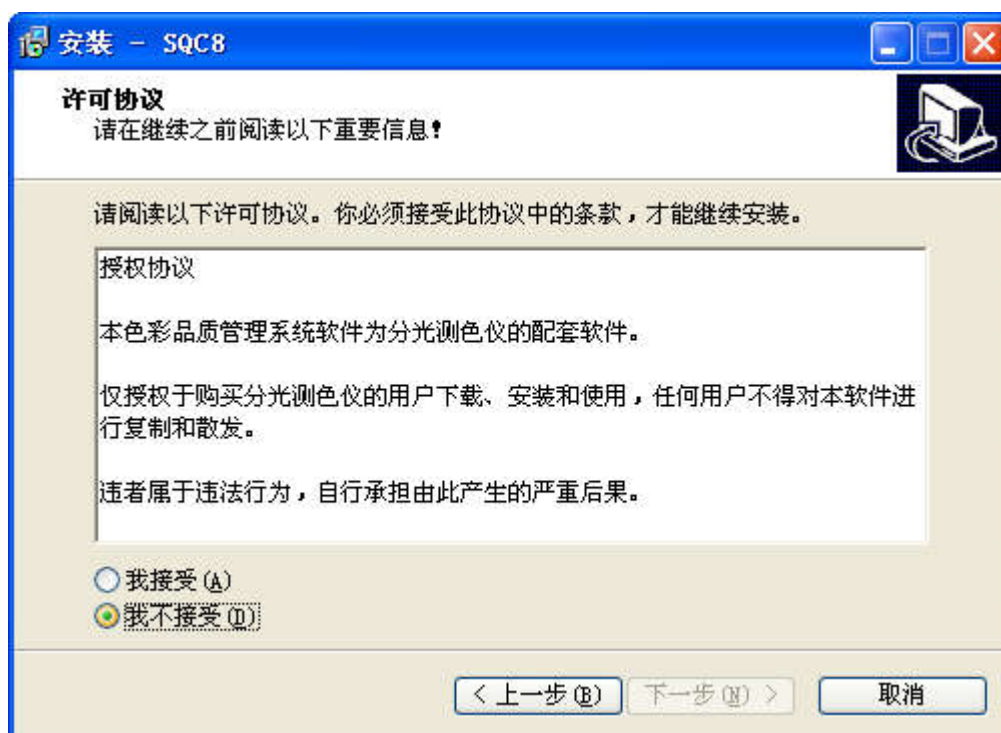 安装 - SQC8
许可协议
请在继续之前阅读以下重要信息!
请阅读以下许可协议。你必须接受此协议中的条款，才能继续安装。
授权协议
本色彩品质管理系统软件为分光测色仪的配套软件。
仅授权于购买分光测色仪的用户下载、安装和使用，任何用户不得对本软件进
行复制和散发。
违者属于违法行为，自行承担由此产生的严重后果。
我接受(A)
我不接受(D)
< 上一步(B) 下一步(N) > 取消